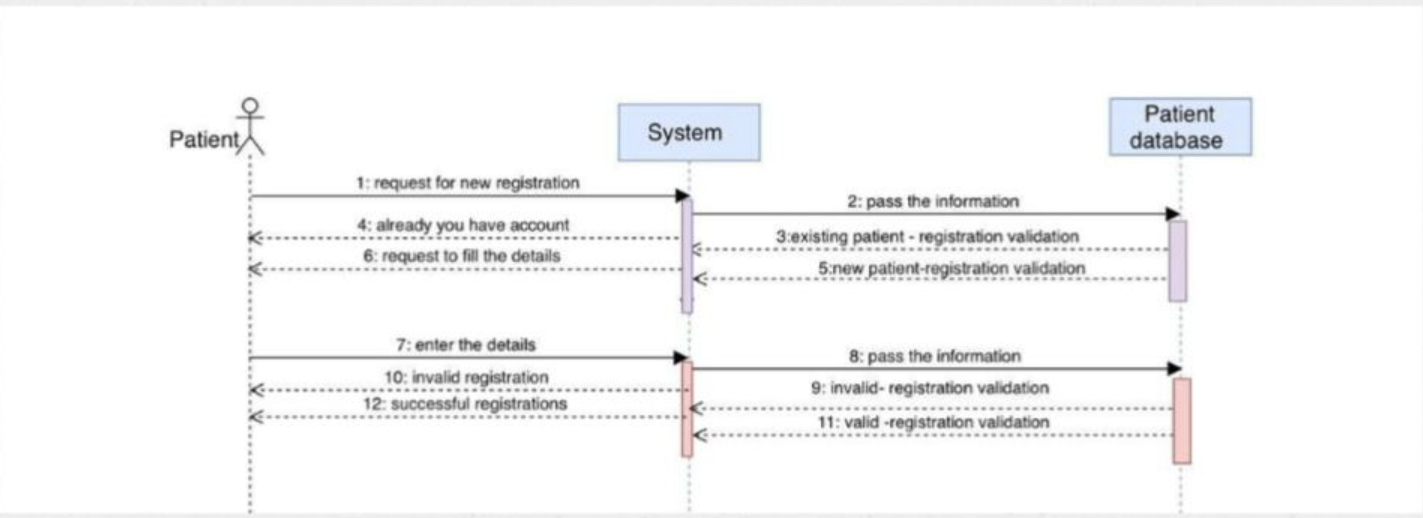 Patient
System
Patient
database
1: request for new registration
2: pass the information
4: already you have account
3:existing patient - registration validation
6: request to fill the details
5:new patient-registration validation
7: enter the details
8: pass the information
10: invalid registration
9: invalid- registration validation
12: successful registrations
11: valid -registration validation